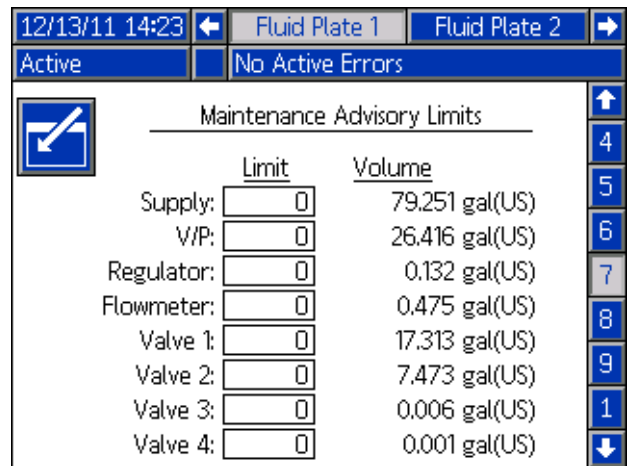 12/13/11 14:23 Fluid Plate 1 Fluid Plate 2
Active No Active Errors
Maintenance Advisory Limits
Limit Volume
Supply: 0 79.251 gal(US)
V/P: 0 26.416 gal(US)
Regulator: 0 0.132 gal(US)
Flowmeter: 0 0.475 gal(US)
Valve 1: 0 17.313 gal(US)
Valve 2: 0 7.473 gal(US)
Valve 3: 0 0.006 gal(US)
Valve 4: 0 0.001 gal(US)
4
5
6
7
8
9
1